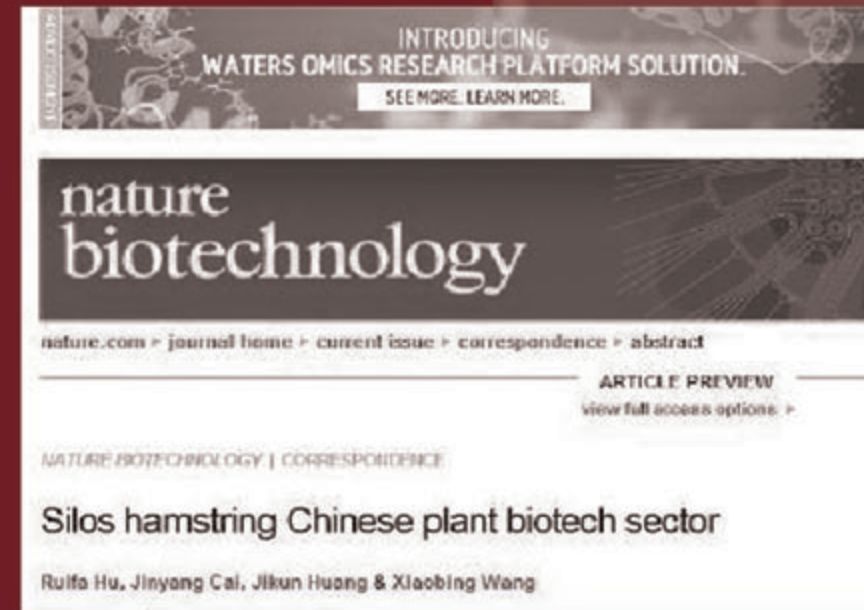 INTRODUCING
WATERS OMICS RESEARCH PLATFORM SOLUTION.
SEE MORE. LEARN MORE.
nature
biotechnology
nature.com ▸ journal home ▸ current issue ▸ correspondence ▸ abstract
ARTICLE PREVIEW
view full access options ▸
NATURE BIOTECHNOLOGY | CORRESPONDENCE
Silos hamstring Chinese plant biotech sector
Ruifa Hu, Jinyang Cai, Jikun Huang & Xiaobing Wang